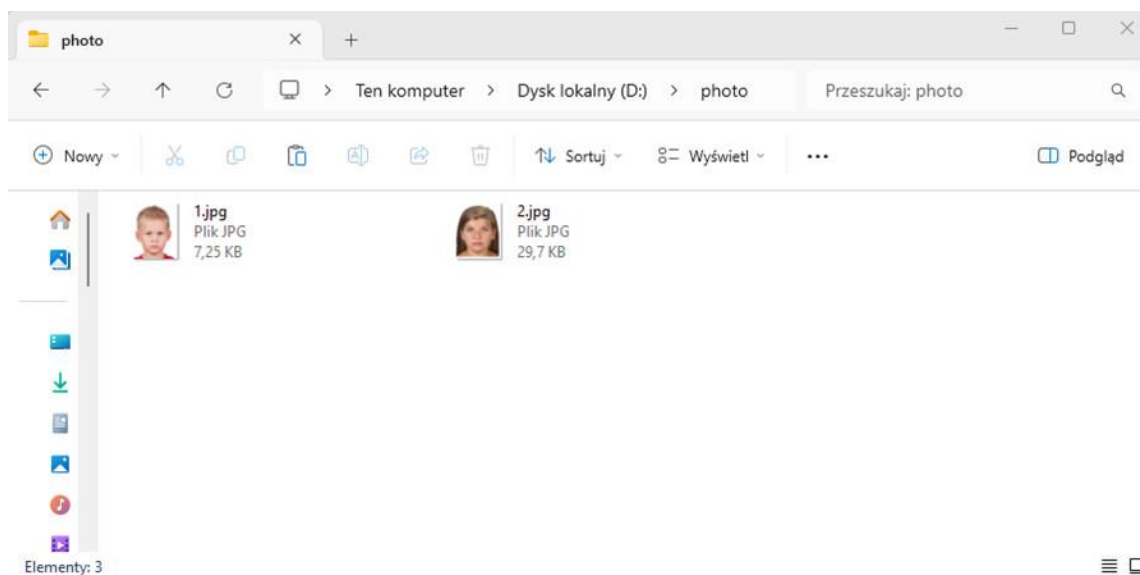 photo
Ten komputer > Dysk lokalny (D:) > photo
Przeszukaj: photo
Nowy
Sortuj
Wyświetl
Podgląd
1.jpg
Plik JPG
7,25 KB
2.jpg
Plik JPG
29,7 KB
Elementy: 3